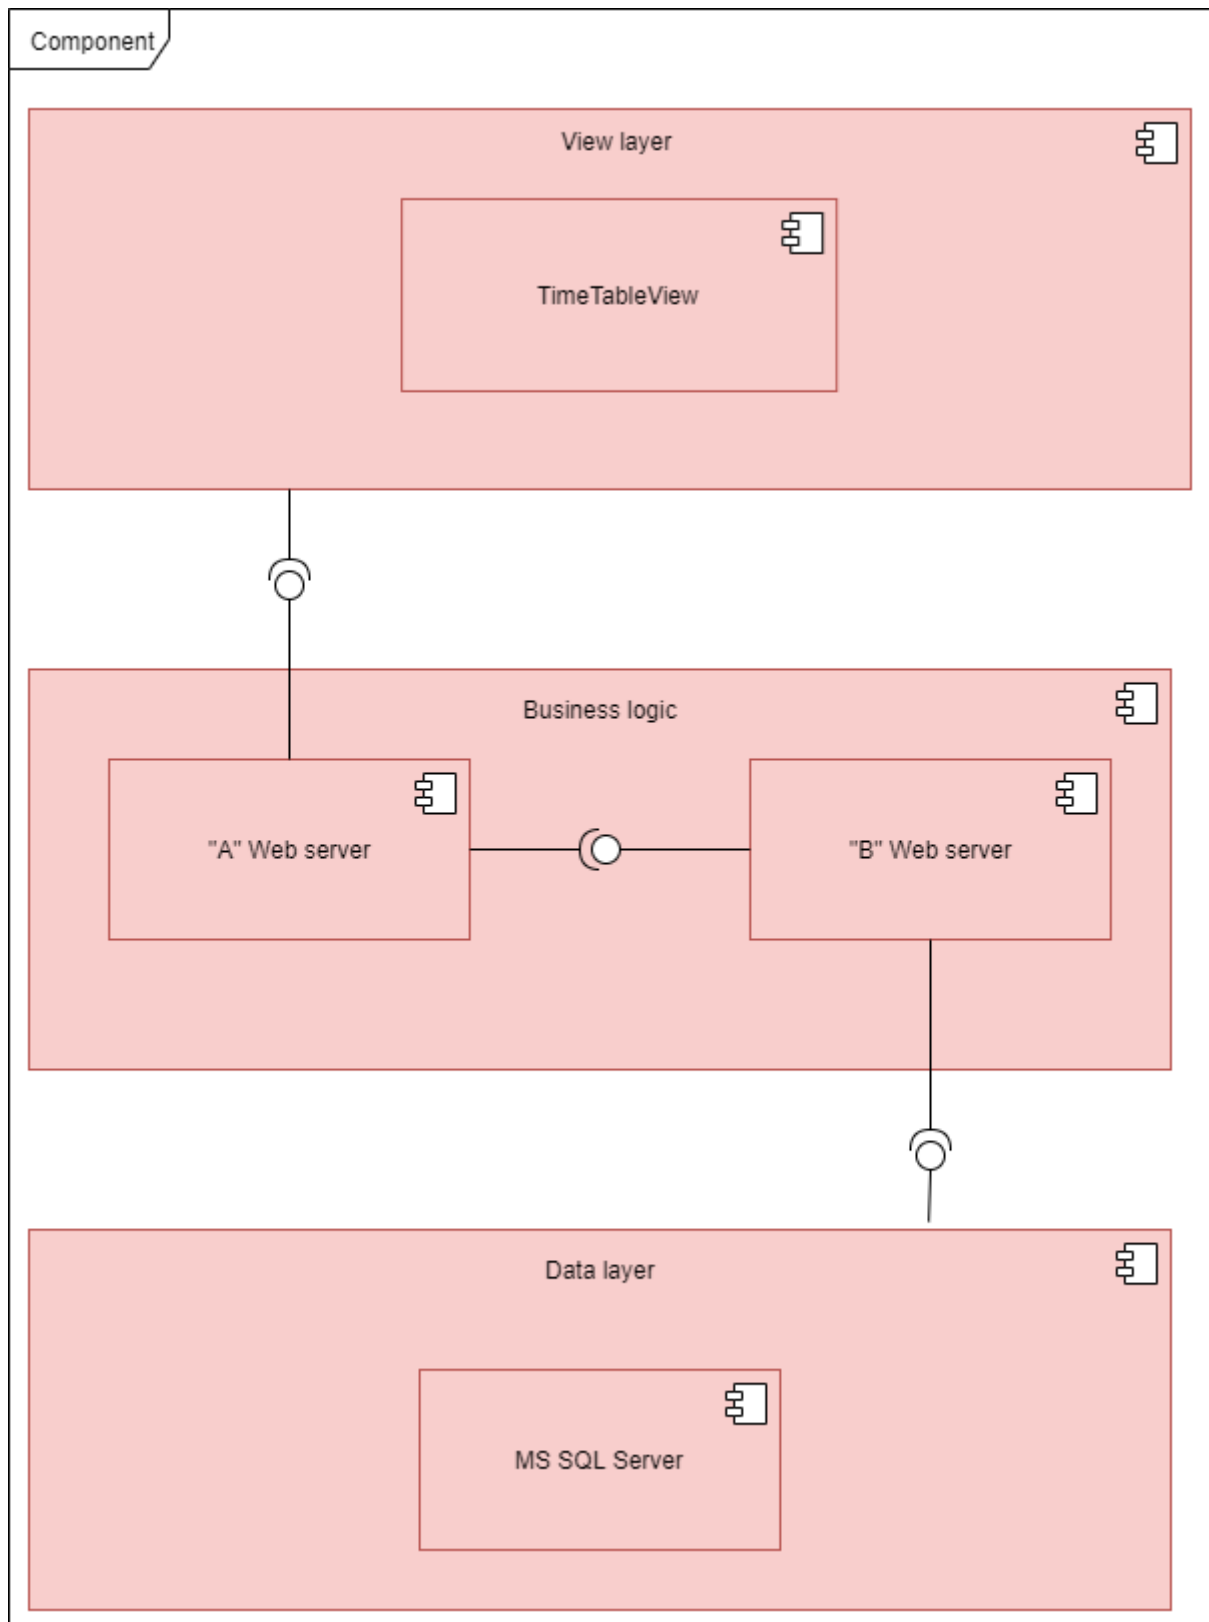 Component
View layer
TimeTableView
Business logic
"A" Web server
"B" Web server
Data layer
MS SQL Server